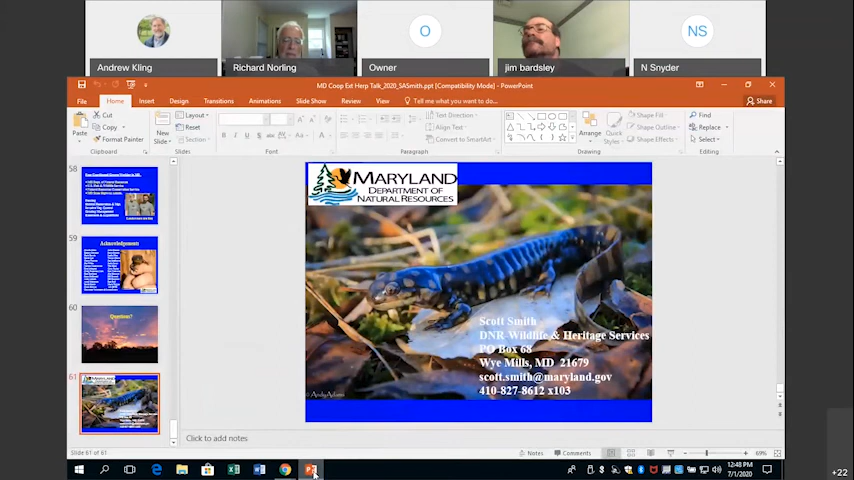 O
NS
Andrew Kling
Richard Norling
Owner
jim bardsley
N Snyder
MD Coop Ext Herp Talk_2020_SASmith.ppt [Compatibility Mode] - PowerPoint
File
Home
Insert
Design
Transitions
Animations
Slide Show
Review
View
Tell me what you want to do...
Share
Paste
Cut
Copy
Format Painter
New
Slide
Layout
Reset
Section
Text Direction
Align Text
Convert to SmartArt
Arrange
Quick
Styles
Shape Fill
Shape Outline
Shape Effects
Find
Replace
Select
Clipboard
Slides
Font
Paragraph
Drawing
Editing
58
59
Acknowledgements
60
Questions?
61
MARYLAND
DEPARTMENT OF
NATURAL RESOURCES
Scott Smith
DNR-Wildlife & Heritage Services
PO Box 68
Wye Mills, MD 21679
scott.smith@maryland.gov
410-827-8612 x103
Click to add notes
Slide 61 of 61
Notes
Comments
69%
12:48 PM
7/1/2020
+22